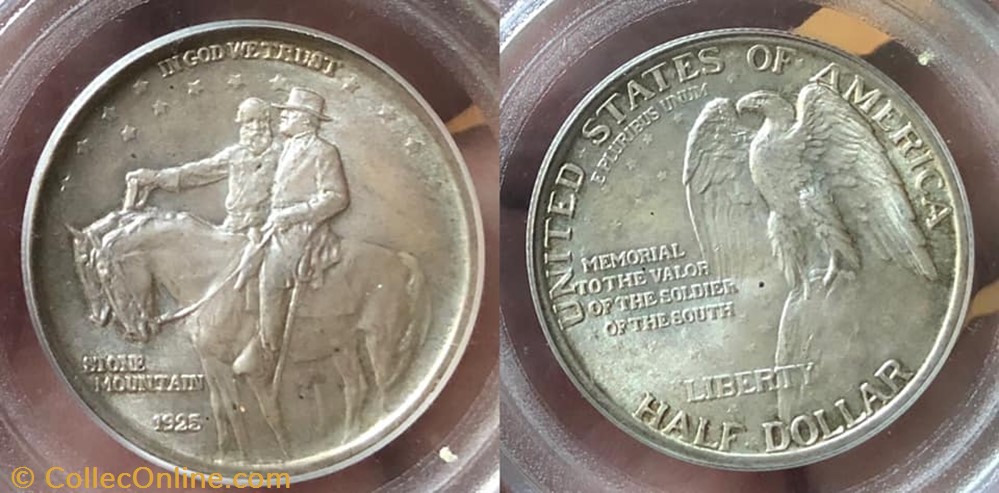 IN GOD WE TRUST
STONE
MOUNTAIN
1925
UNITED STATES OF AMERICA
E PLURIBUS UNUM
MEMORIAL
TO THE VALOR
OF THE SOLDIER
OF THE SOUTH
LIBERTY
HALF DOLLAR
© CollecOnline.com